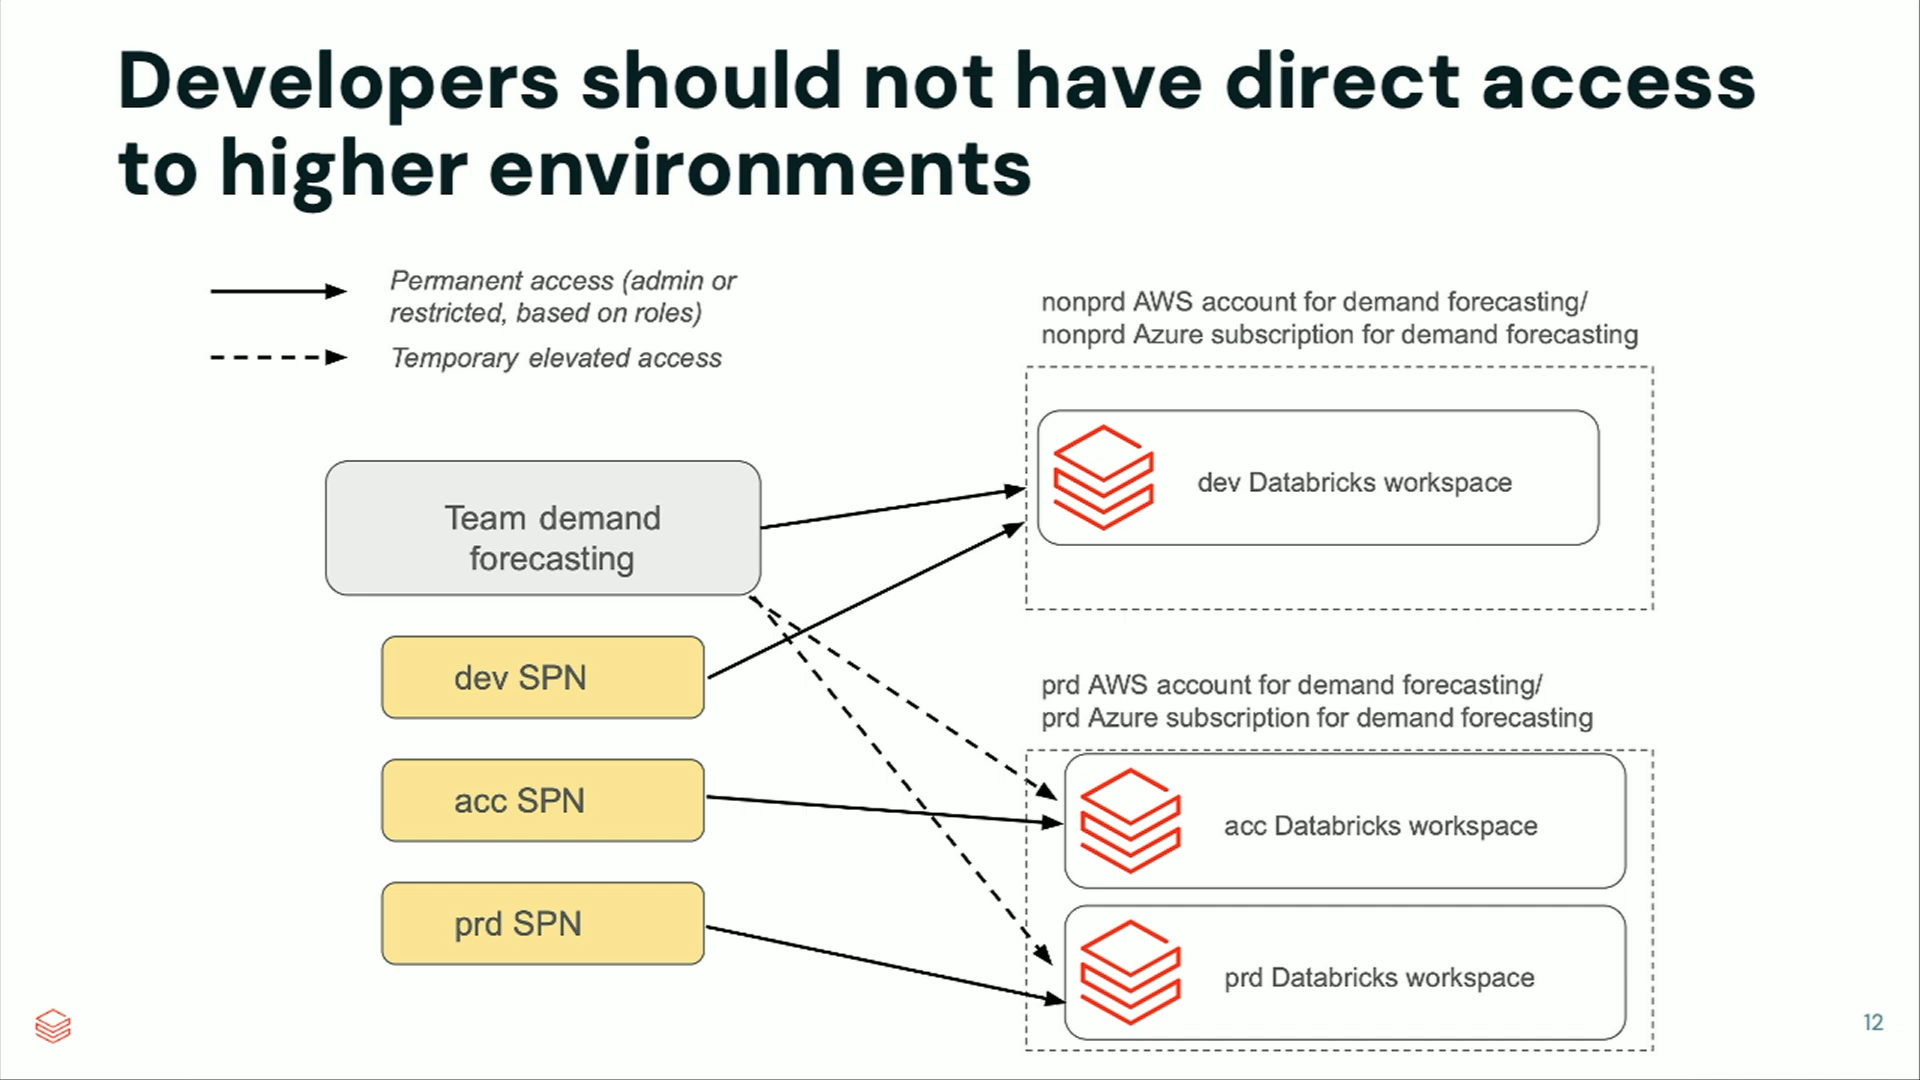 Developers should not have direct access
to higher environments
Permanent access (admin or
restricted, based on roles)
Temporary elevated access
nonprd AWS account for demand forecasting/
nonprd Azure subscription for demand forecasting
dev Databricks workspace
Team demand
forecasting
dev SPN
acc SPN
prd SPN
prd AWS account for demand forecasting/
prd Azure subscription for demand forecasting
acc Databricks workspace
prd Databricks workspace
12